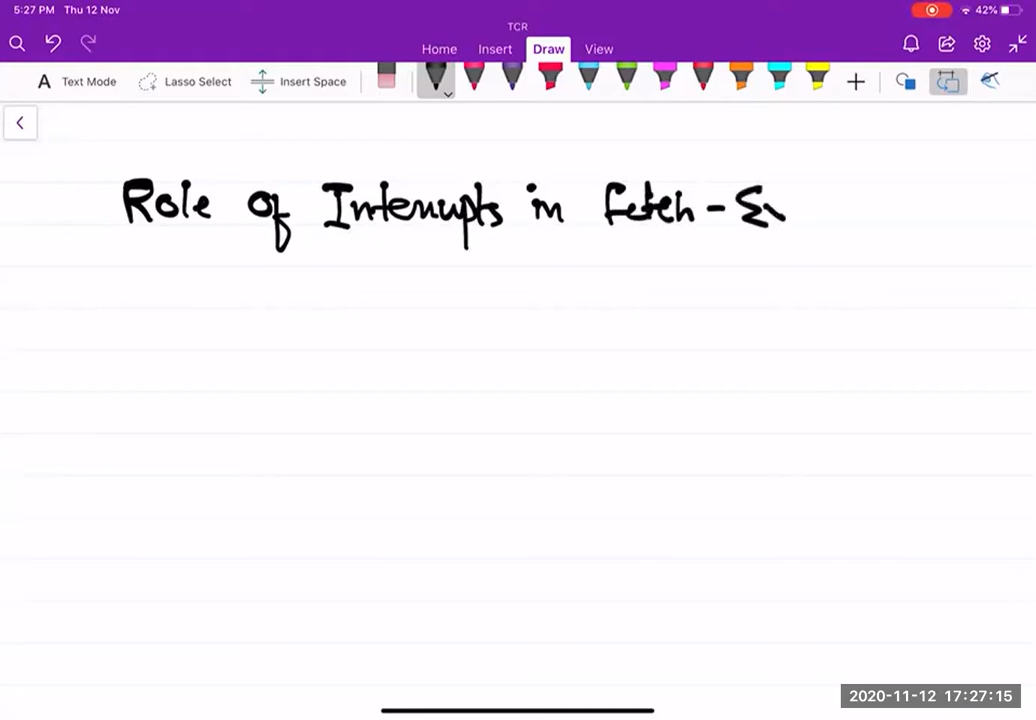 5:27 PM Thu 12 Nov
42%
TCR
Home Insert Draw View
A Text Mode Lasso Select Insert Space
Role of Interrupts in Fetch - Ex
2020-11-12 17:27:15